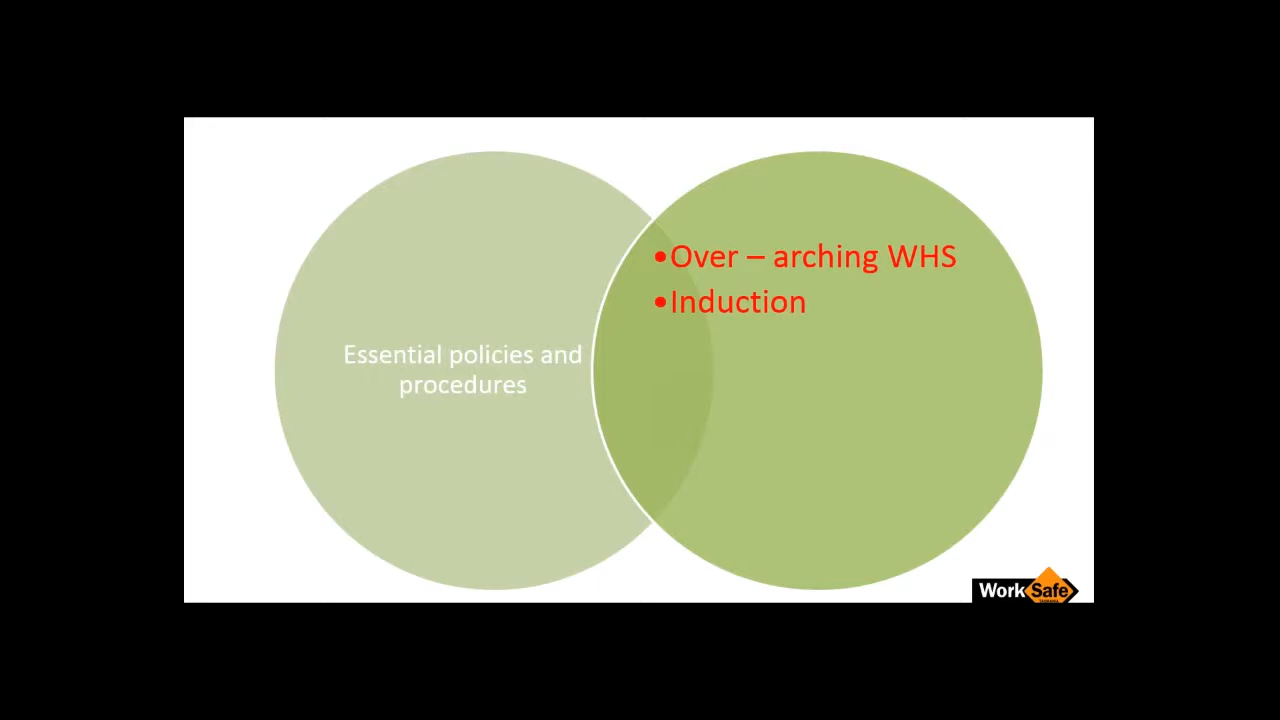 •Over – arching WHS
•Induction
Essential policies and
procedures
WorkSafe